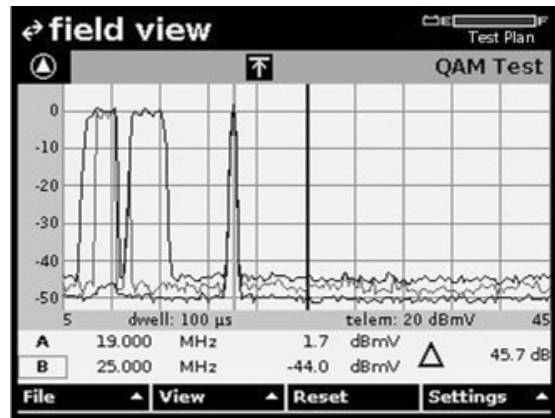 field view
E F
Test Plan
QAM Test
0
-10
-20
-30
-40
-50
5 dwell: 100 µs telem: 20 dBmV 45
A 19.000 MHz 1.7 dBmV
B 25.000 MHz -44.0 dBmV
Δ 45.7 dB
File View Reset Settings